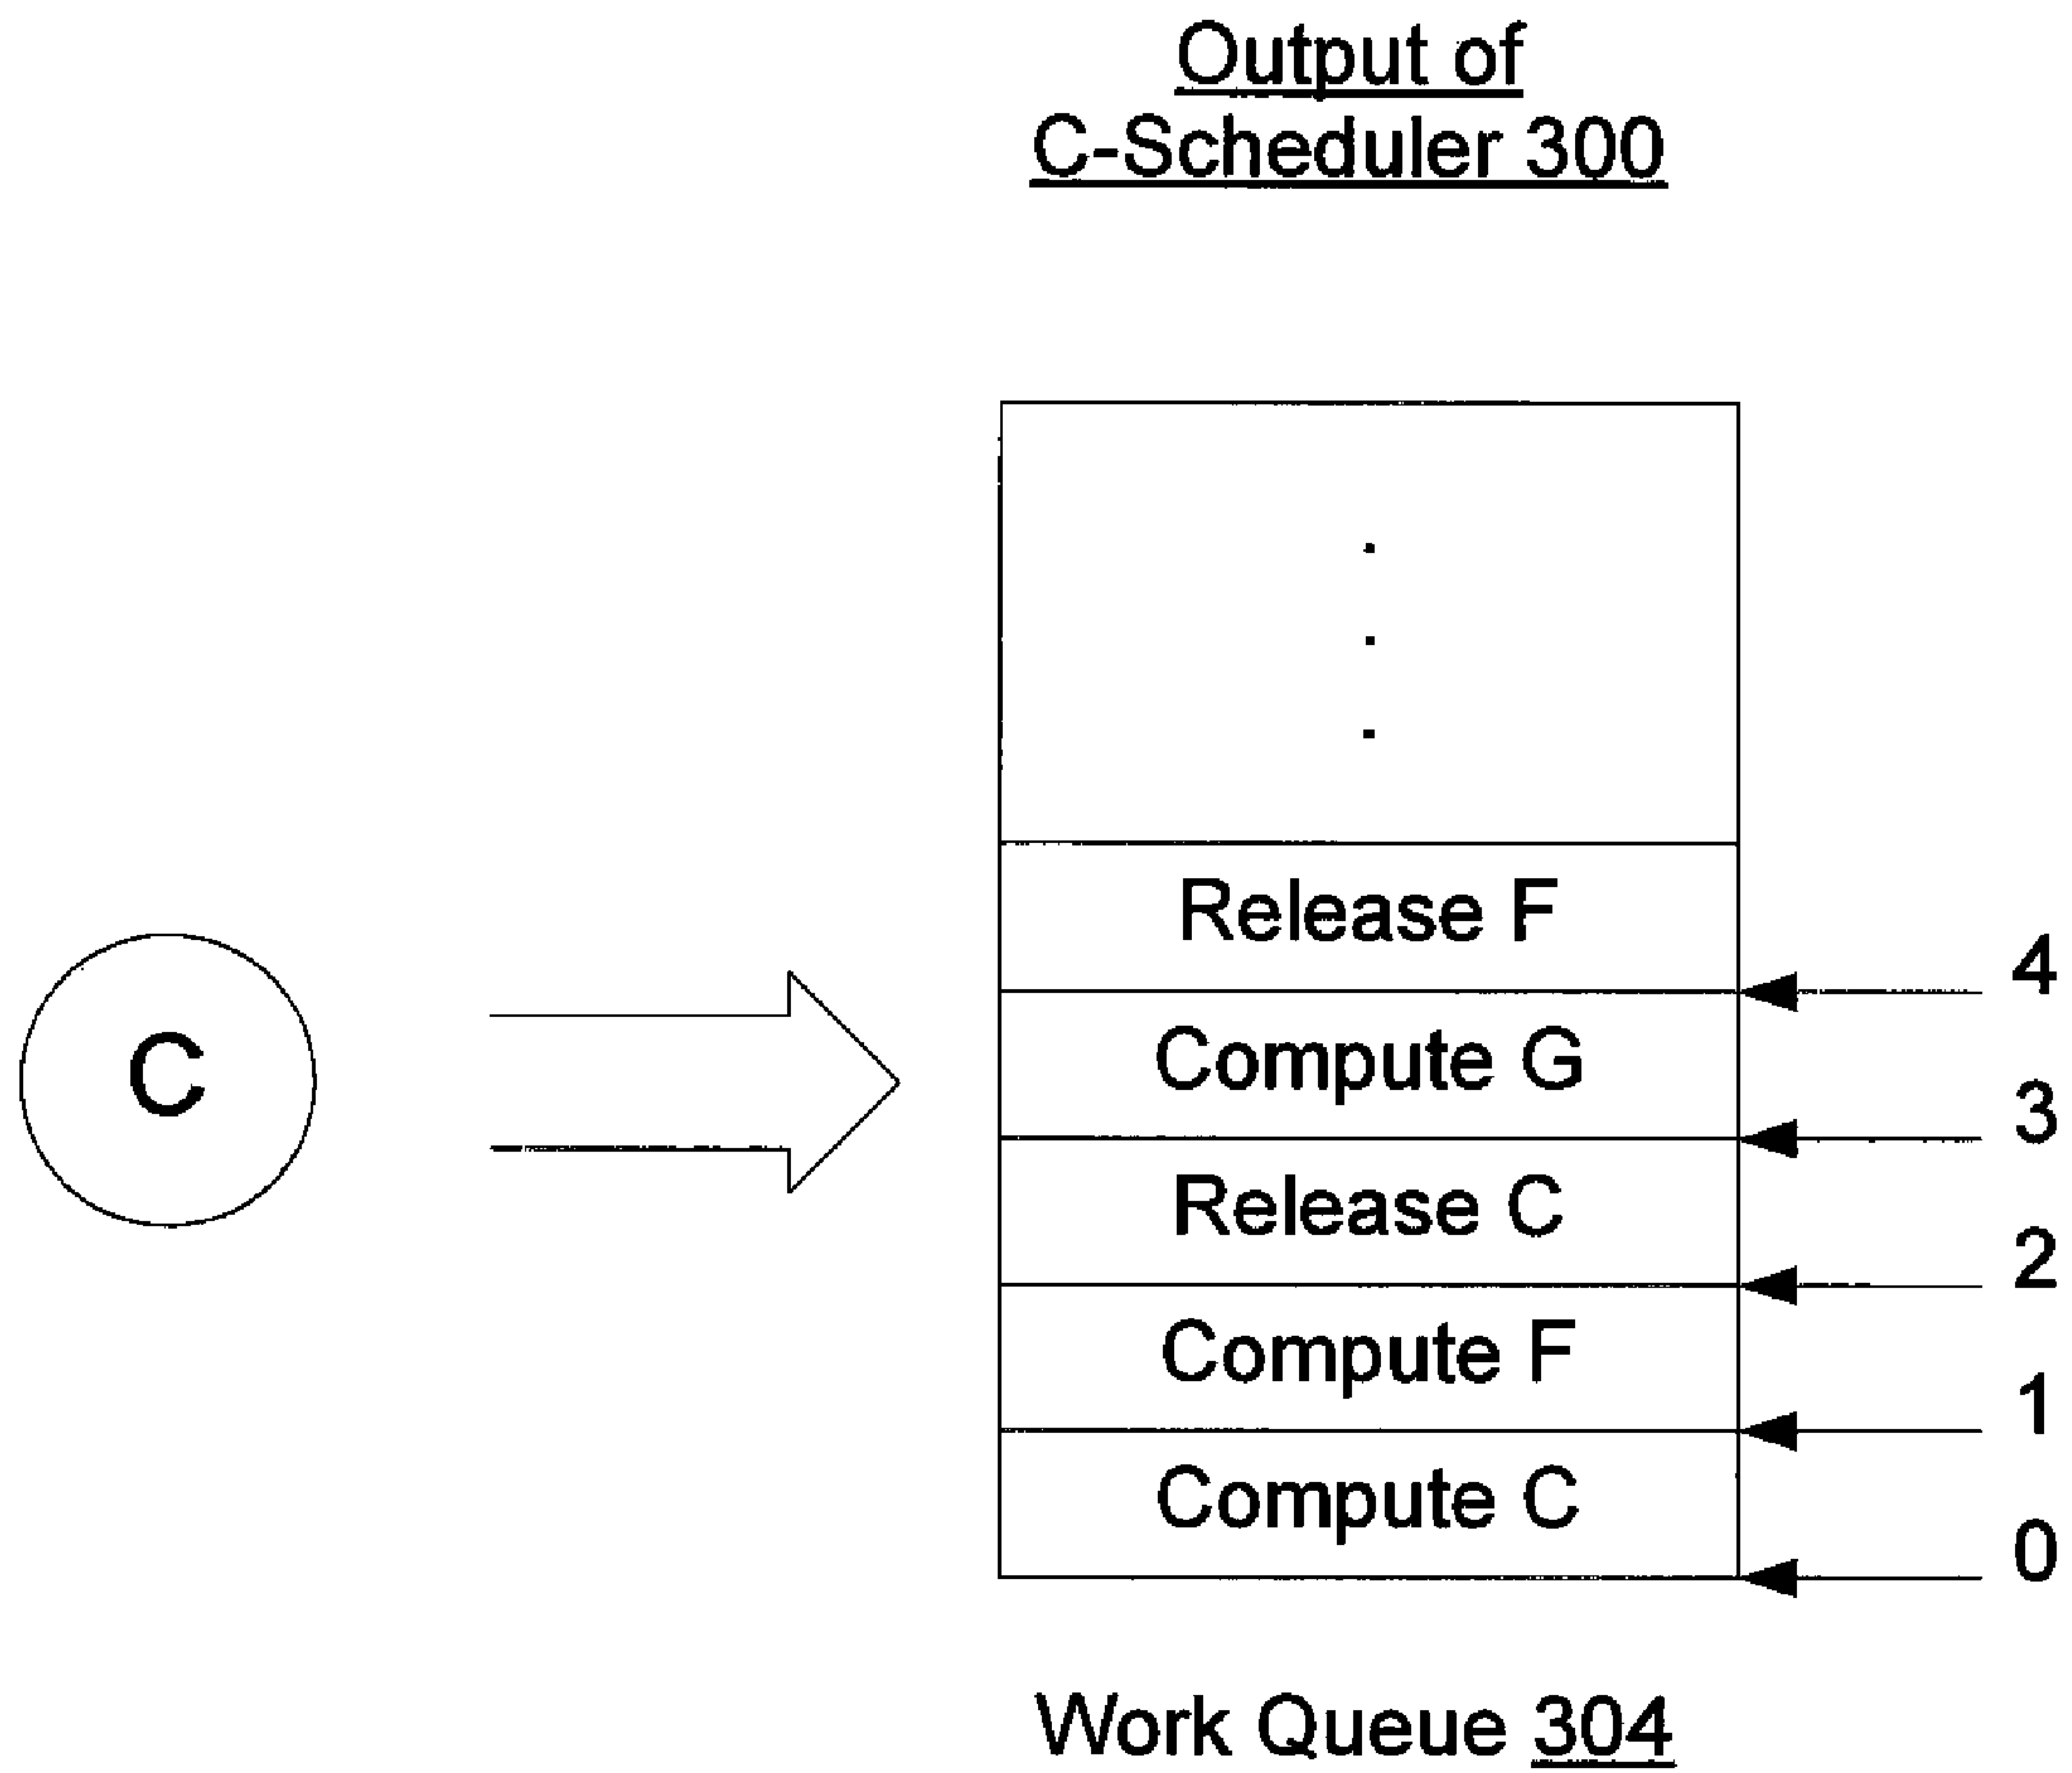 Output of
C-Scheduler 300
Release F
4
Compute G
3
C
Release C
2
Compute F
1
Compute C
0
Work Queue 304